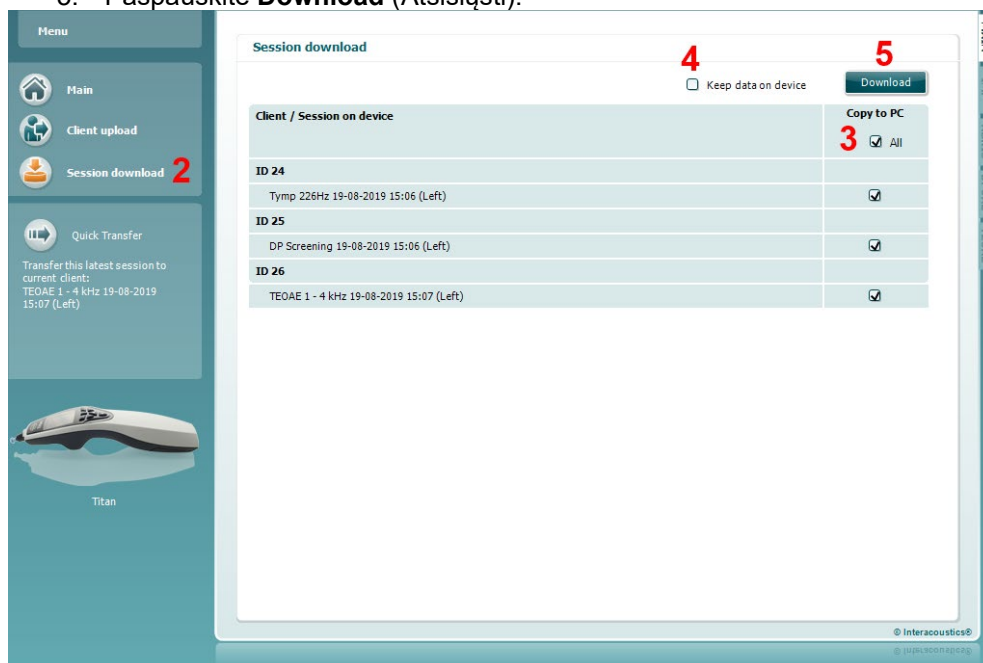 5. Paspauskite Download (Atsisiųsti).
Menu
Main
Client upload
Session download 2
Quick Transfer
Transfer this latest session to
current client:
TEOAE 1 - 4 kHz 19-08-2019
15:07 (Left)
Titan
Session download
4
5
Keep data on device
Download
Client / Session on device
Copy to PC
3 All
ID 24
Tymp 226Hz 19-08-2019 15:06 (Left)
ID 25
DP Screening 19-08-2019 15:06 (Left)
ID 26
TEOAE 1 - 4 kHz 19-08-2019 15:07 (Left)
© Interacoustics®